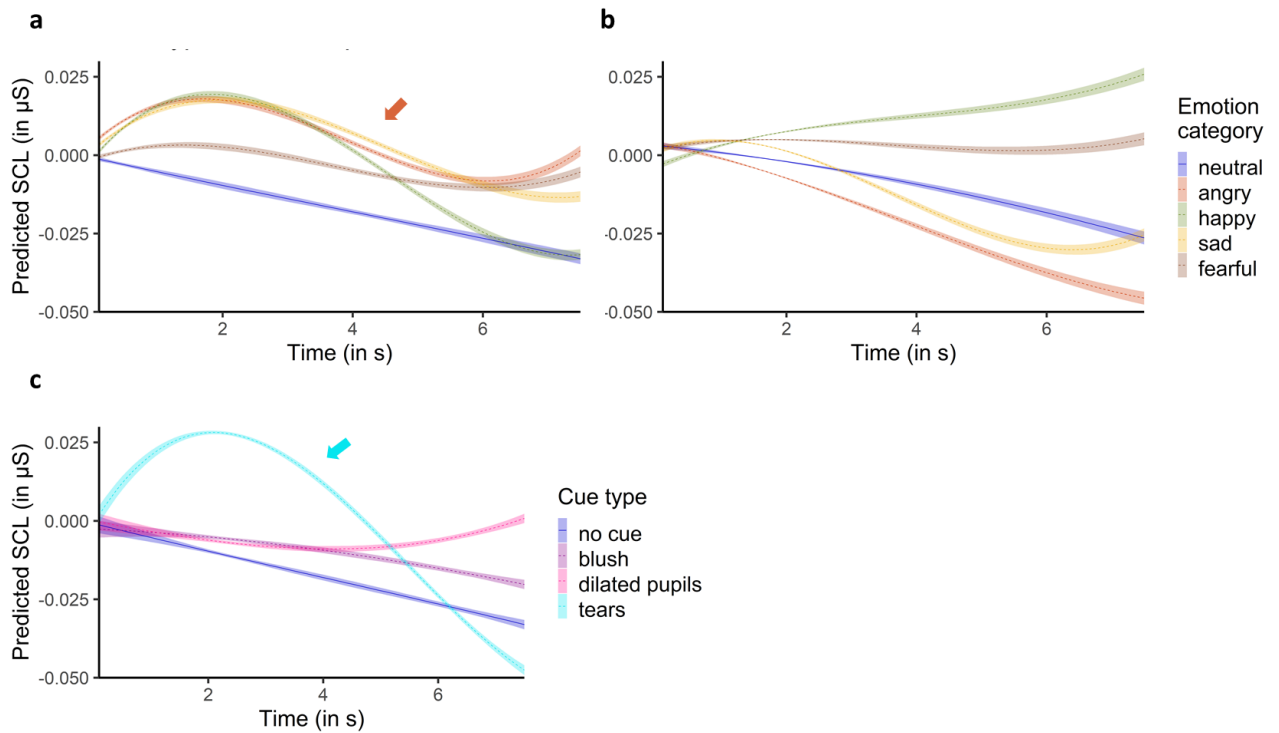 a
b
Predicted SCL (in µS)
0.025
0.000
-0.025
-0.050
2
4
6
Time (in s)
0.025
0.000
-0.025
-0.050
2
4
6
Time (in s)
Emotion
category
neutral
angry
happy
sad
fearful
c
Predicted SCL (in µS)
0.025
0.000
-0.025
-0.050
2
4
6
Time (in s)
Cue type
no cue
blush
dilated pupils
tears